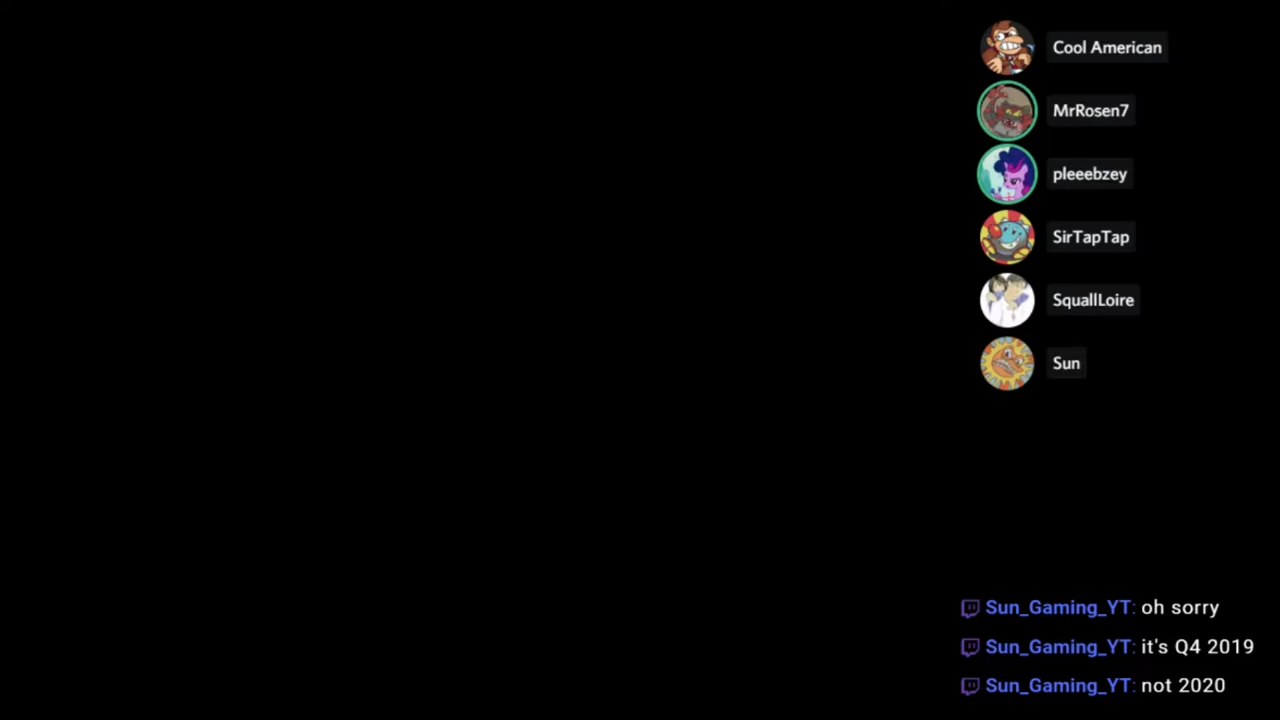 Cool American
MrRosen7
pleeebzey
SirTapTap
SquallLoire
Sun
Sun_Gaming_YT: oh sorry
Sun_Gaming_YT: it's Q4 2019
Sun_Gaming_YT: not 2020